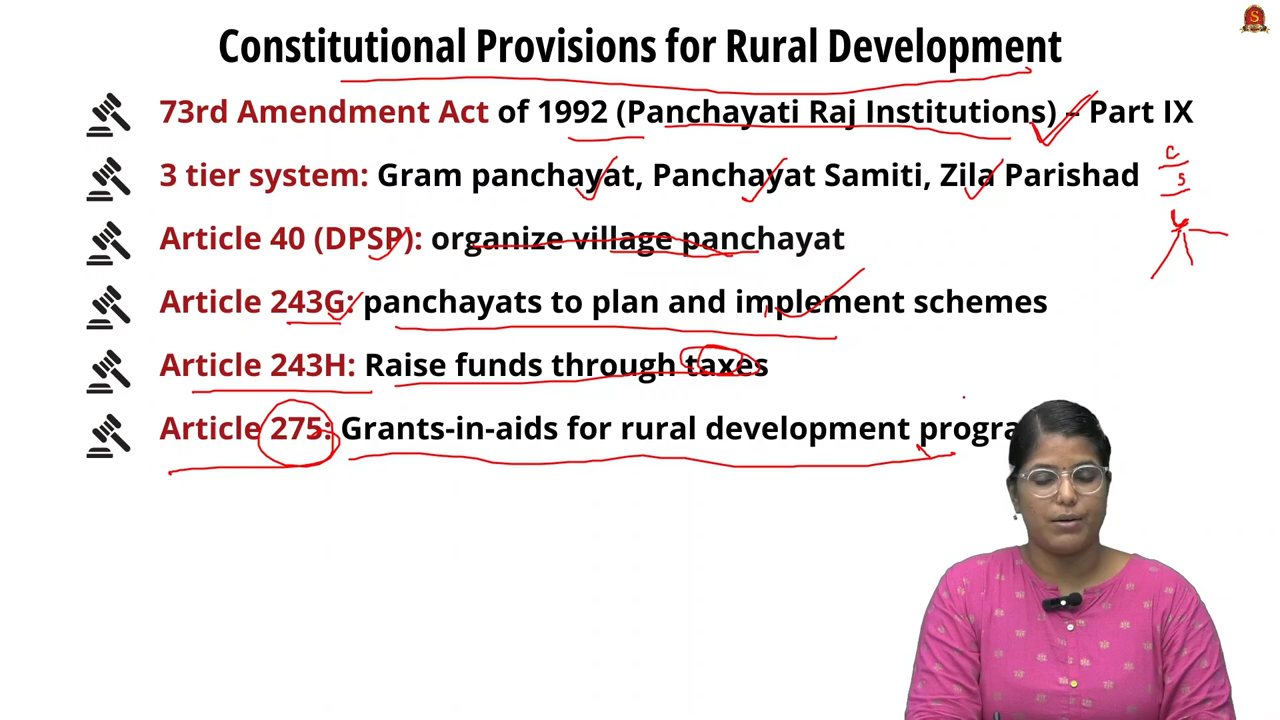 Constitutional Provisions for Rural Development
73rd Amendment Act of 1992 (Panchayati Raj Institutions) – Part IX
3 tier system: Gram panchayat, Panchayat Samiti, Zila Parishad
Article 40 (DPSP): organize village panchayat
Article 243G: panchayats to plan and implement schemes
Article 243H: Raise funds through taxes
Article 275: Grants-in-aids for rural development
C
S
L